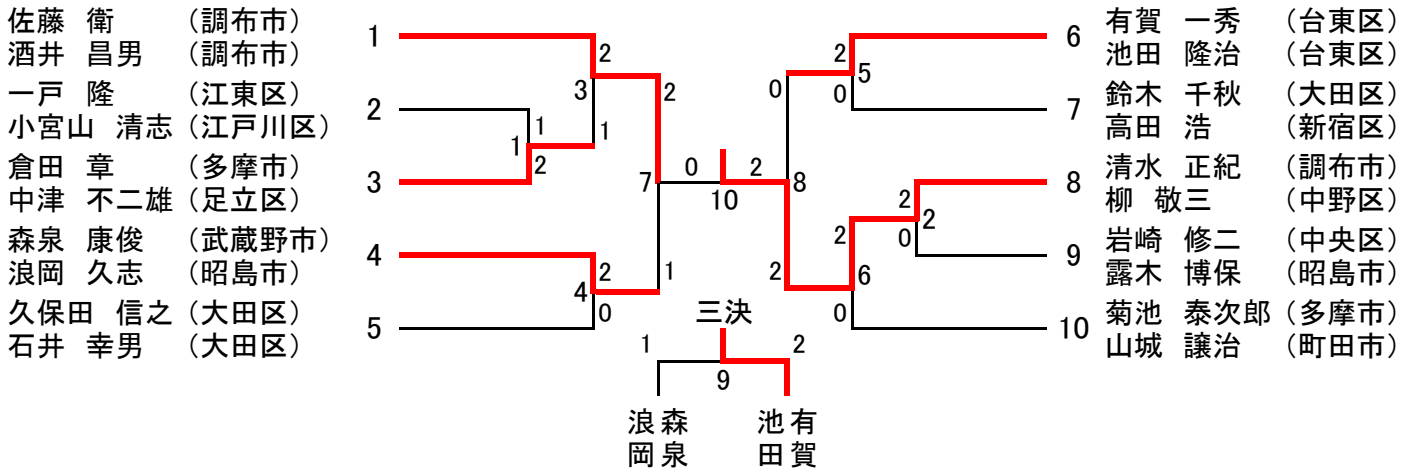 佐藤 衛 (調布市)
酒井 昌男 (調布市)
1
一戸 隆 (江東区)
小宮山 清志 (江戸川区)
2
倉田 章 (多摩市)
中津 不二雄 (足立区)
3
森泉 康俊 (武蔵野市)
浪岡 久志 (昭島市)
4
久保田 信之 (大田区)
石井 幸男 (大田区)
5
2
3
1
1
1
2
2
7
1
2
4
0
0
10
2
0
8
2
2
5
0
2
2
0
2
6
0
6
有賀 一秀 (台東区)
池田 隆治 (台東区)
7
鈴木 千秋 (大田区)
高田 浩 (新宿区)
8
清水 正紀 (調布市)
柳 敬三 (中野区)
9
岩崎 修二 (中央区)
露木 博保 (昭島市)
10
菊池 泰次郎 (多摩市)
山城 譲治 (町田市)
三決
1
9
2
森泉
浪岡
有賀
池田